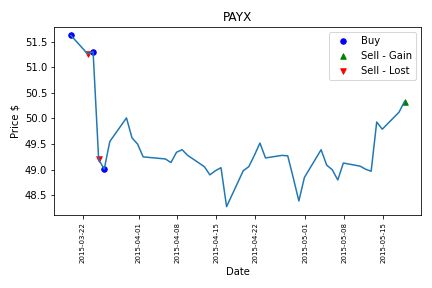 PAYX
Buy
Sell - Gain
Sell - Lost
Price $
51.5
51.0
50.5
50.0
49.5
49.0
48.5
2015-03-22
2015-04-01
2015-04-08
2015-04-15
2015-04-22
2015-05-01
2015-05-08
2015-05-15
Date